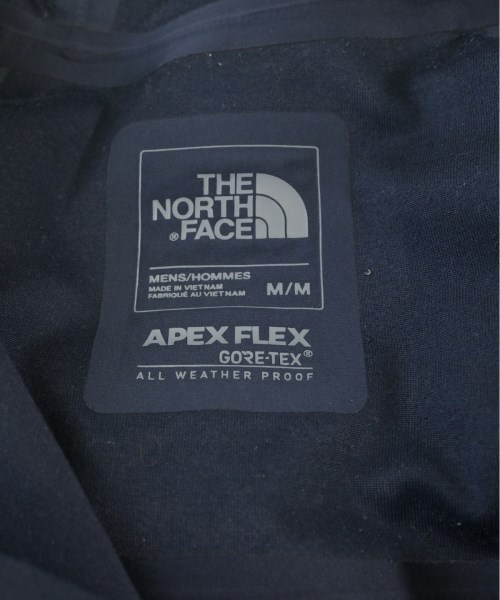 THE
NORTH
®FACE
MENS/HOMMES
MADE IN VIETNAM
FABRIQUÉ AU VIETNAM
M/M
APEX FLEX
GORE-TEX®
ALL WEATHER PROOF